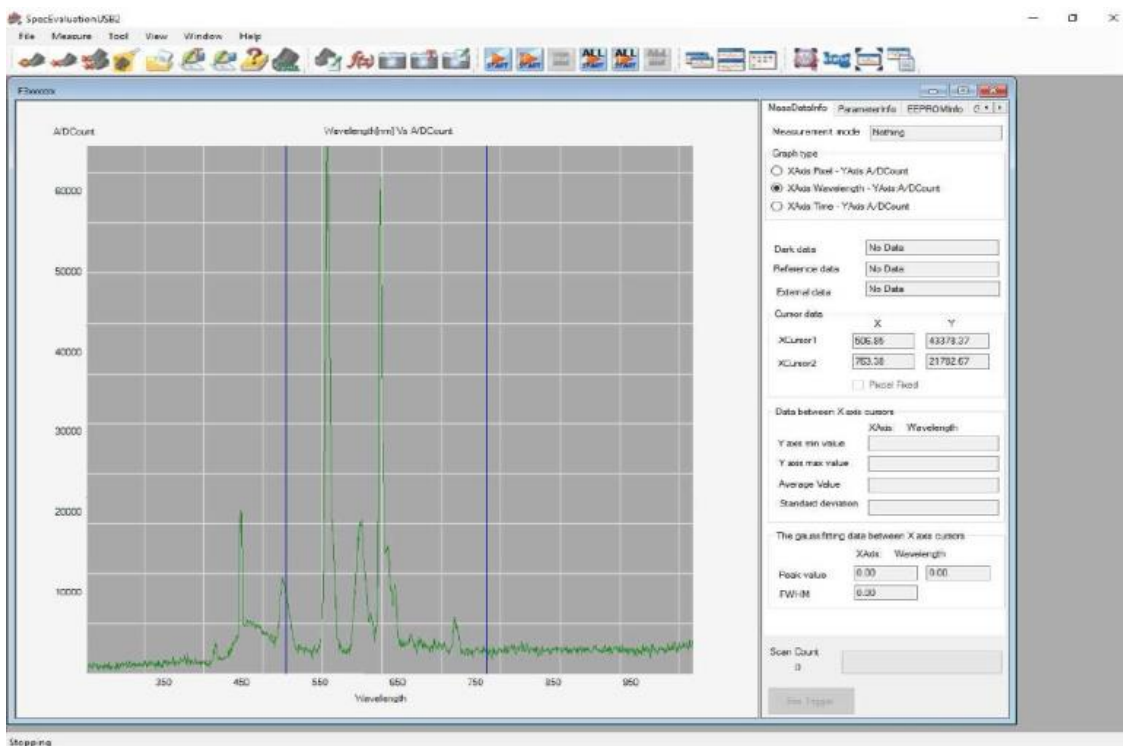 SpecEvaluationUSB2
File Measure Tool View Window Help
MeasDataInfo ParameterInfo EEPROMInfo
Measurement mode Nothing
A/DCount
Wavelength[nm] Vs A/DCount
Graph type
XAxis Pixel - YAxis A/DCount
XAxis Wavelength - YAxis A/DCount
XAxis Time - YAxis A/DCount
60000
50000
40000
30000
20000
10000
350 450 550 650 750 850 950
Wavelength
Dark data No Data
Reference data No Data
External data No Data
Cursor data
X Y
XCursor1 506.85 43378.37
XCursor2 763.38 21782.67
Data between X axis cursors
XAxis: Wavelength
Y axis min value
Y axis max value
Average Value
Standard deviation
The gauss fitting data between X axis cursors
XAxis: Wavelength
Peak value 0.00 0.00
FWHM 0.00
Scan Count
0
Stopping